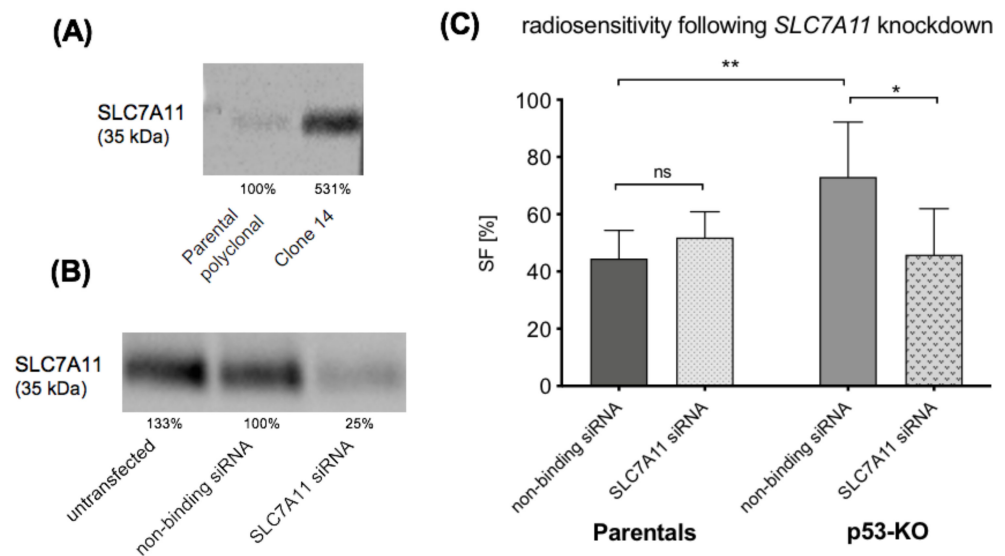 (A)
SLC7A11
(35 kDa)
100%
531%
Parental
polyclonal
Clone 14
(B)
SLC7A11
(35 kDa)
133%
100%
25%
untransfected
non-binding siRNA
SLC7A11 siRNA
(C)
radiosensitivity following SLC7A11 knockdown
**
*
ns
SF [%]
100
80
60
40
20
0
non-binding siRNA
SLC7A11 siRNA
non-binding siRNA
SLC7A11 siRNA
Parentals
p53-KO